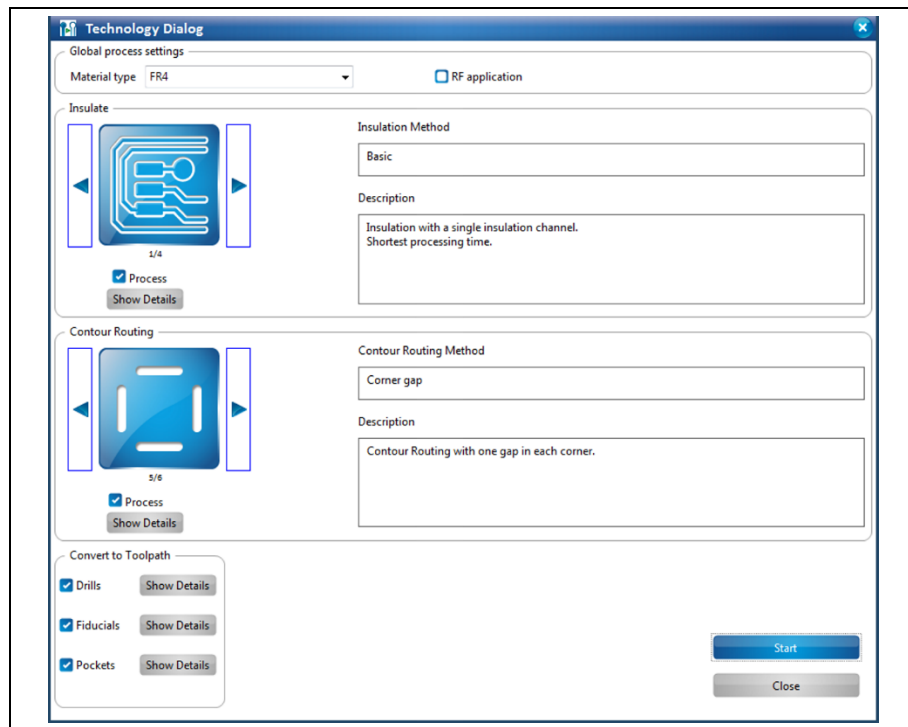 Technology Dialog
Global process settings
Material type FR4 RF application
Insulate
Insulation Method
Basic
Description
Insulation with a single insulation channel.
Shortest processing time.
1/4
Process
Show Details
Contour Routing
Contour Routing Method
Corner gap
Description
Contour Routing with one gap in each corner.
5/6
Process
Show Details
Convert to Toolpath
Drills Show Details
Fiducials Show Details
Pockets Show Details
Start
Close